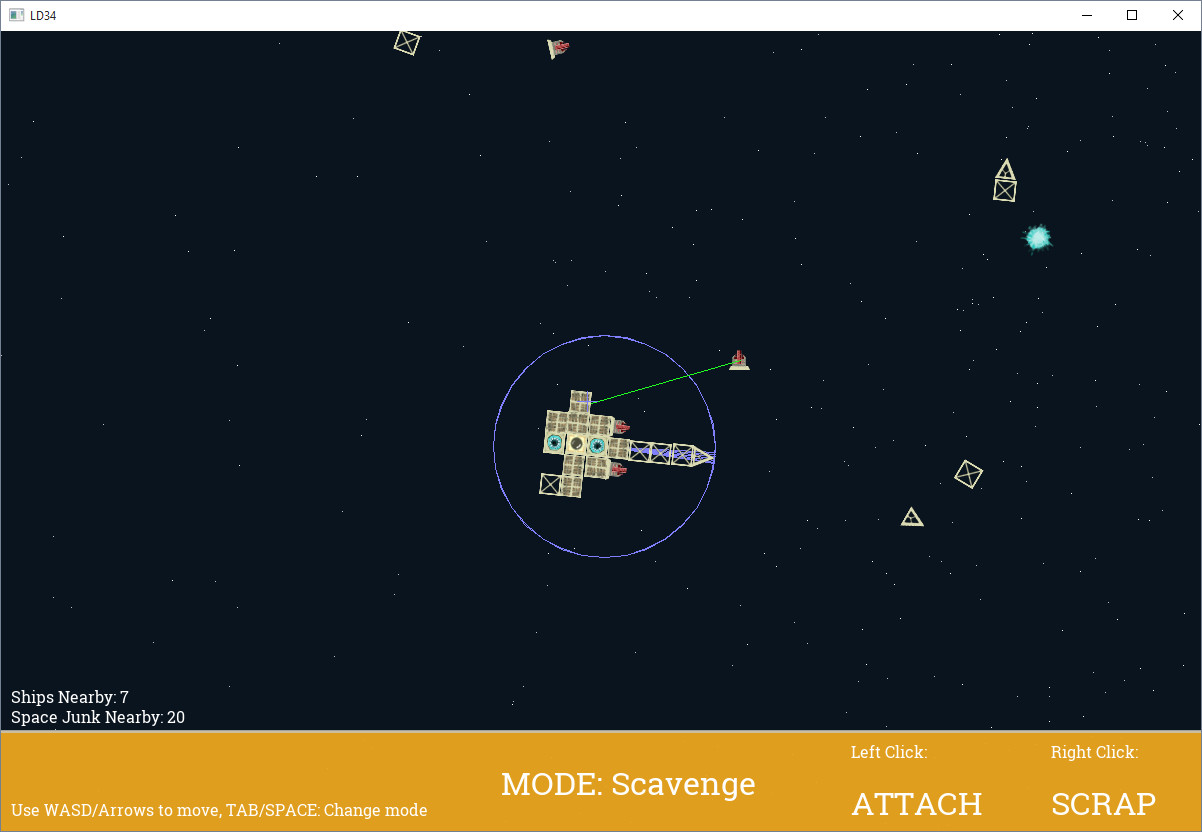 LD34
Ships Nearby: 7
Space Junk Nearby: 20
Use WASD/Arrows to move, TAB/SPACE: Change mode
MODE: Scavenge
Left Click:
ATTACH
Right Click:
SCRAP